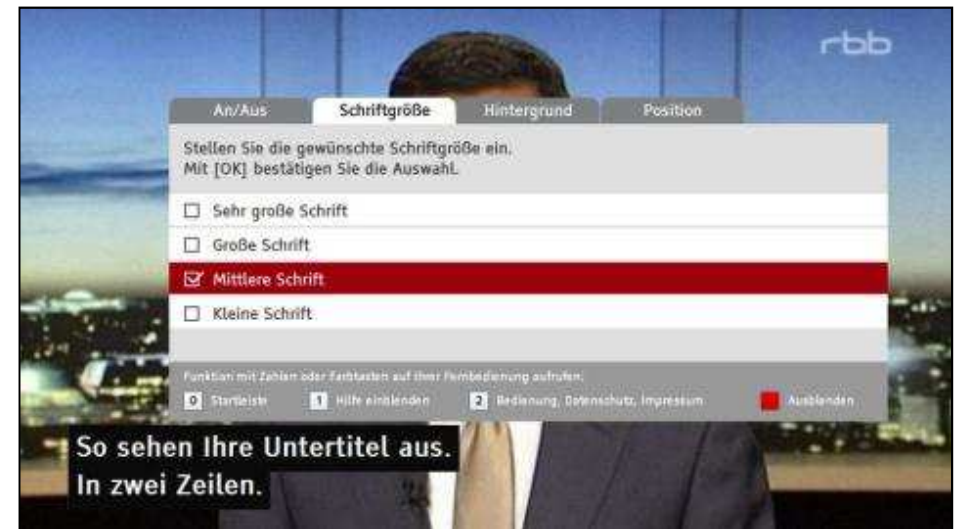 rbb
An/Aus Schriftgröße Hintergrund Position
Stellen Sie die gewünschte Schriftgröße ein.
Mit [OK] bestätigen Sie die Auswahl.
Sehr große Schrift
Große Schrift
Mittlere Schrift
Kleine Schrift
Funktion mit Zahlen oder Farbtasten auf Ihrer Fernbedienung aufrufen:
0 Startleiste 1 Hilfe einblenden 2 Bedienung, Datenschutz, Impressum Ausblenden
So sehen Ihre Untertitel aus.
In zwei Zeilen.